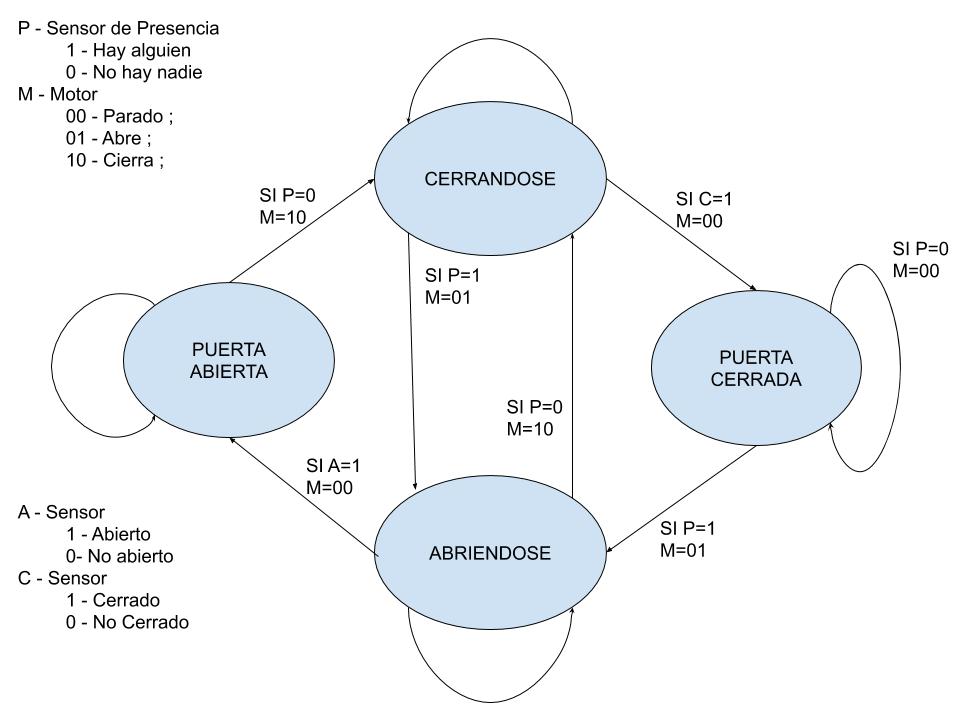 P - Sensor de Presencia
1 - Hay alguien
0 - No hay nadie
M - Motor
00 - Parado ;
01 - Abre ;
10 - Cierra ;
CERRANDOSE
SI P=0
M=10
SI C=1
M=00
SI P=0
M=00
SI P=1
M=01
PUERTA
ABIERTA
PUERTA
CERRADA
SI P=0
M=10
SI A=1
M=00
A - Sensor
1 - Abierto
0- No abierto
C - Sensor
1 - Cerrado
0 - No Cerrado
ABRIENDOSE
SI P=1
M=01